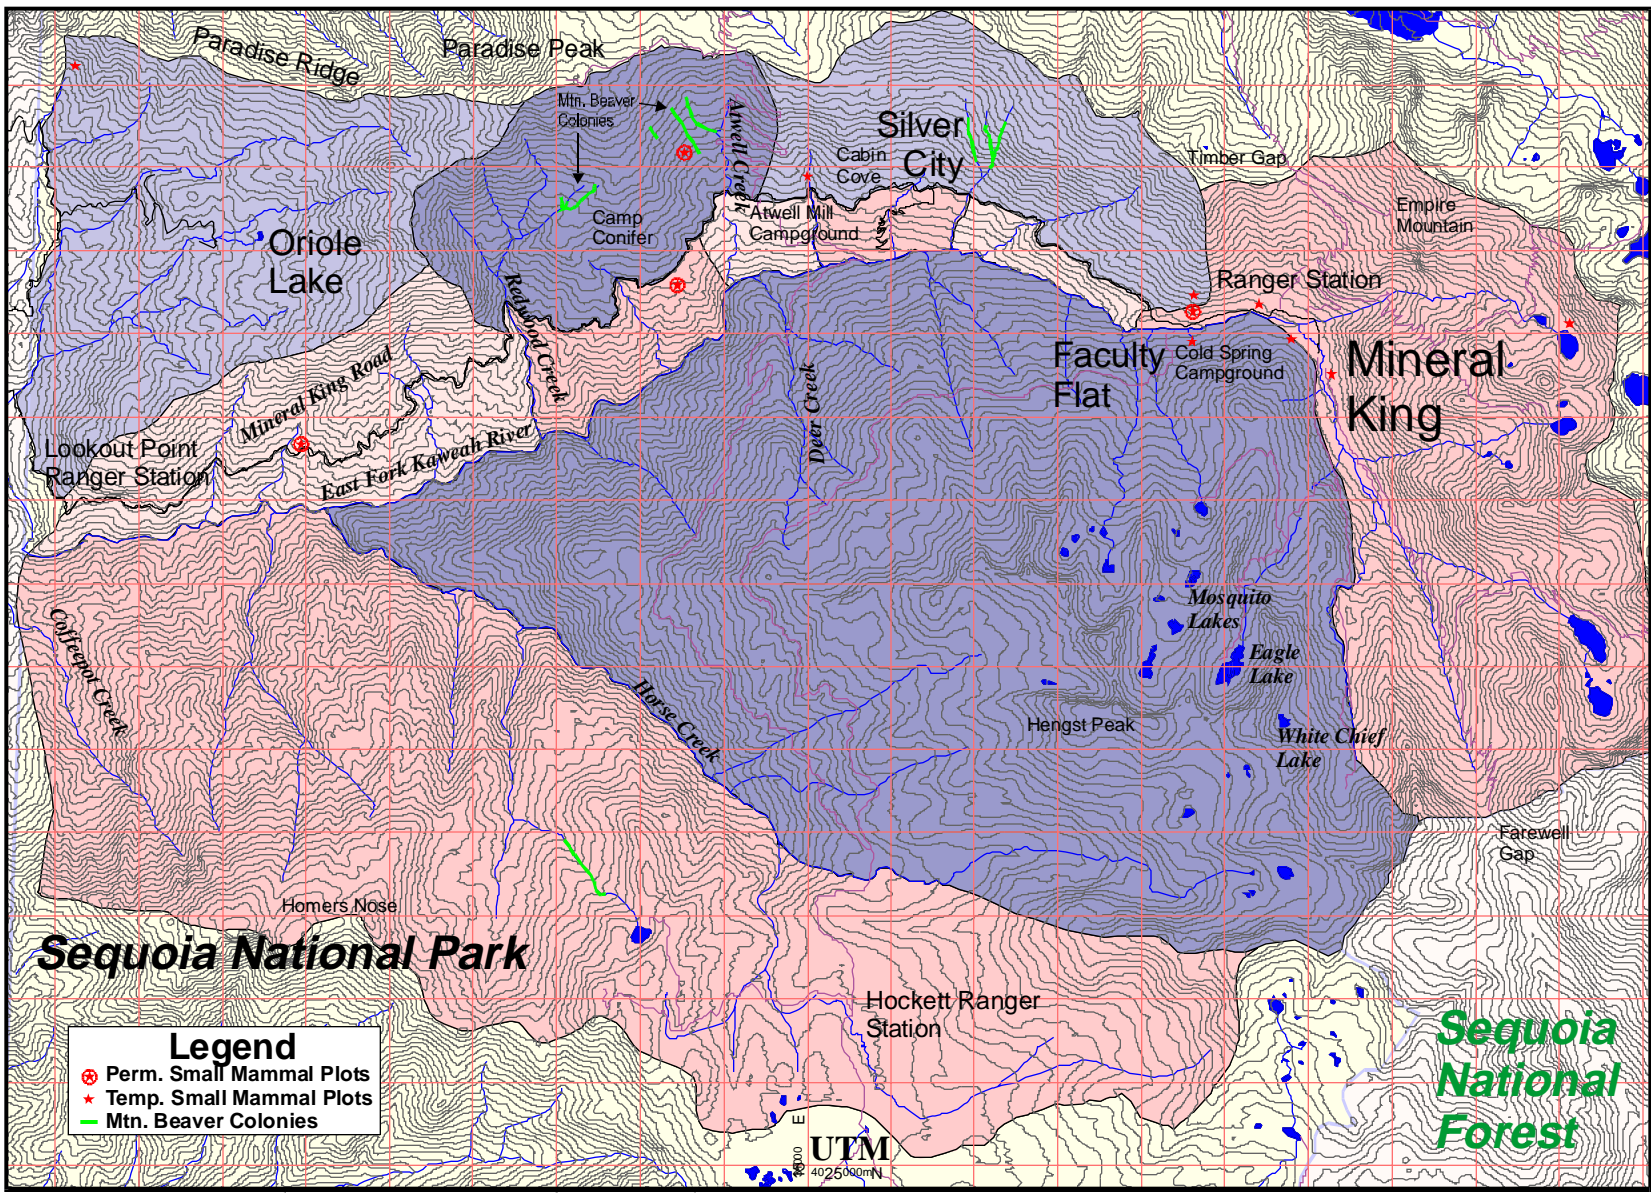 Paradise Ridge
Paradise Peak
Mtn. Beaver
Colonies
Atwell Creek
Silver
City
Cabin
Cove
Timber Gap
Empire
Mountain
Camp
Conifer
Atwell Mill
Campground
Oriole
Lake
Ranger Station
Redwood Creek
Mineral King Road
Faculty
Flat
Cold Spring
Campground
Mineral
King
Deer Creek
Lookout Point
Ranger Station
East Fork Kaweah River
Mosquito
Lakes
Eagle
Lake
Coffeepot Creek
Horse Creek
Hengst Peak
White Chief
Lake
Farewell
Gap
Homers Nose
Sequoia National Park
Hockett Ranger
Station
Sequoia
National
Forest
Legend
Perm. Small Mammal Plots
Temp. Small Mammal Plots
Mtn. Beaver Colonies
E
UTM
4025000mN